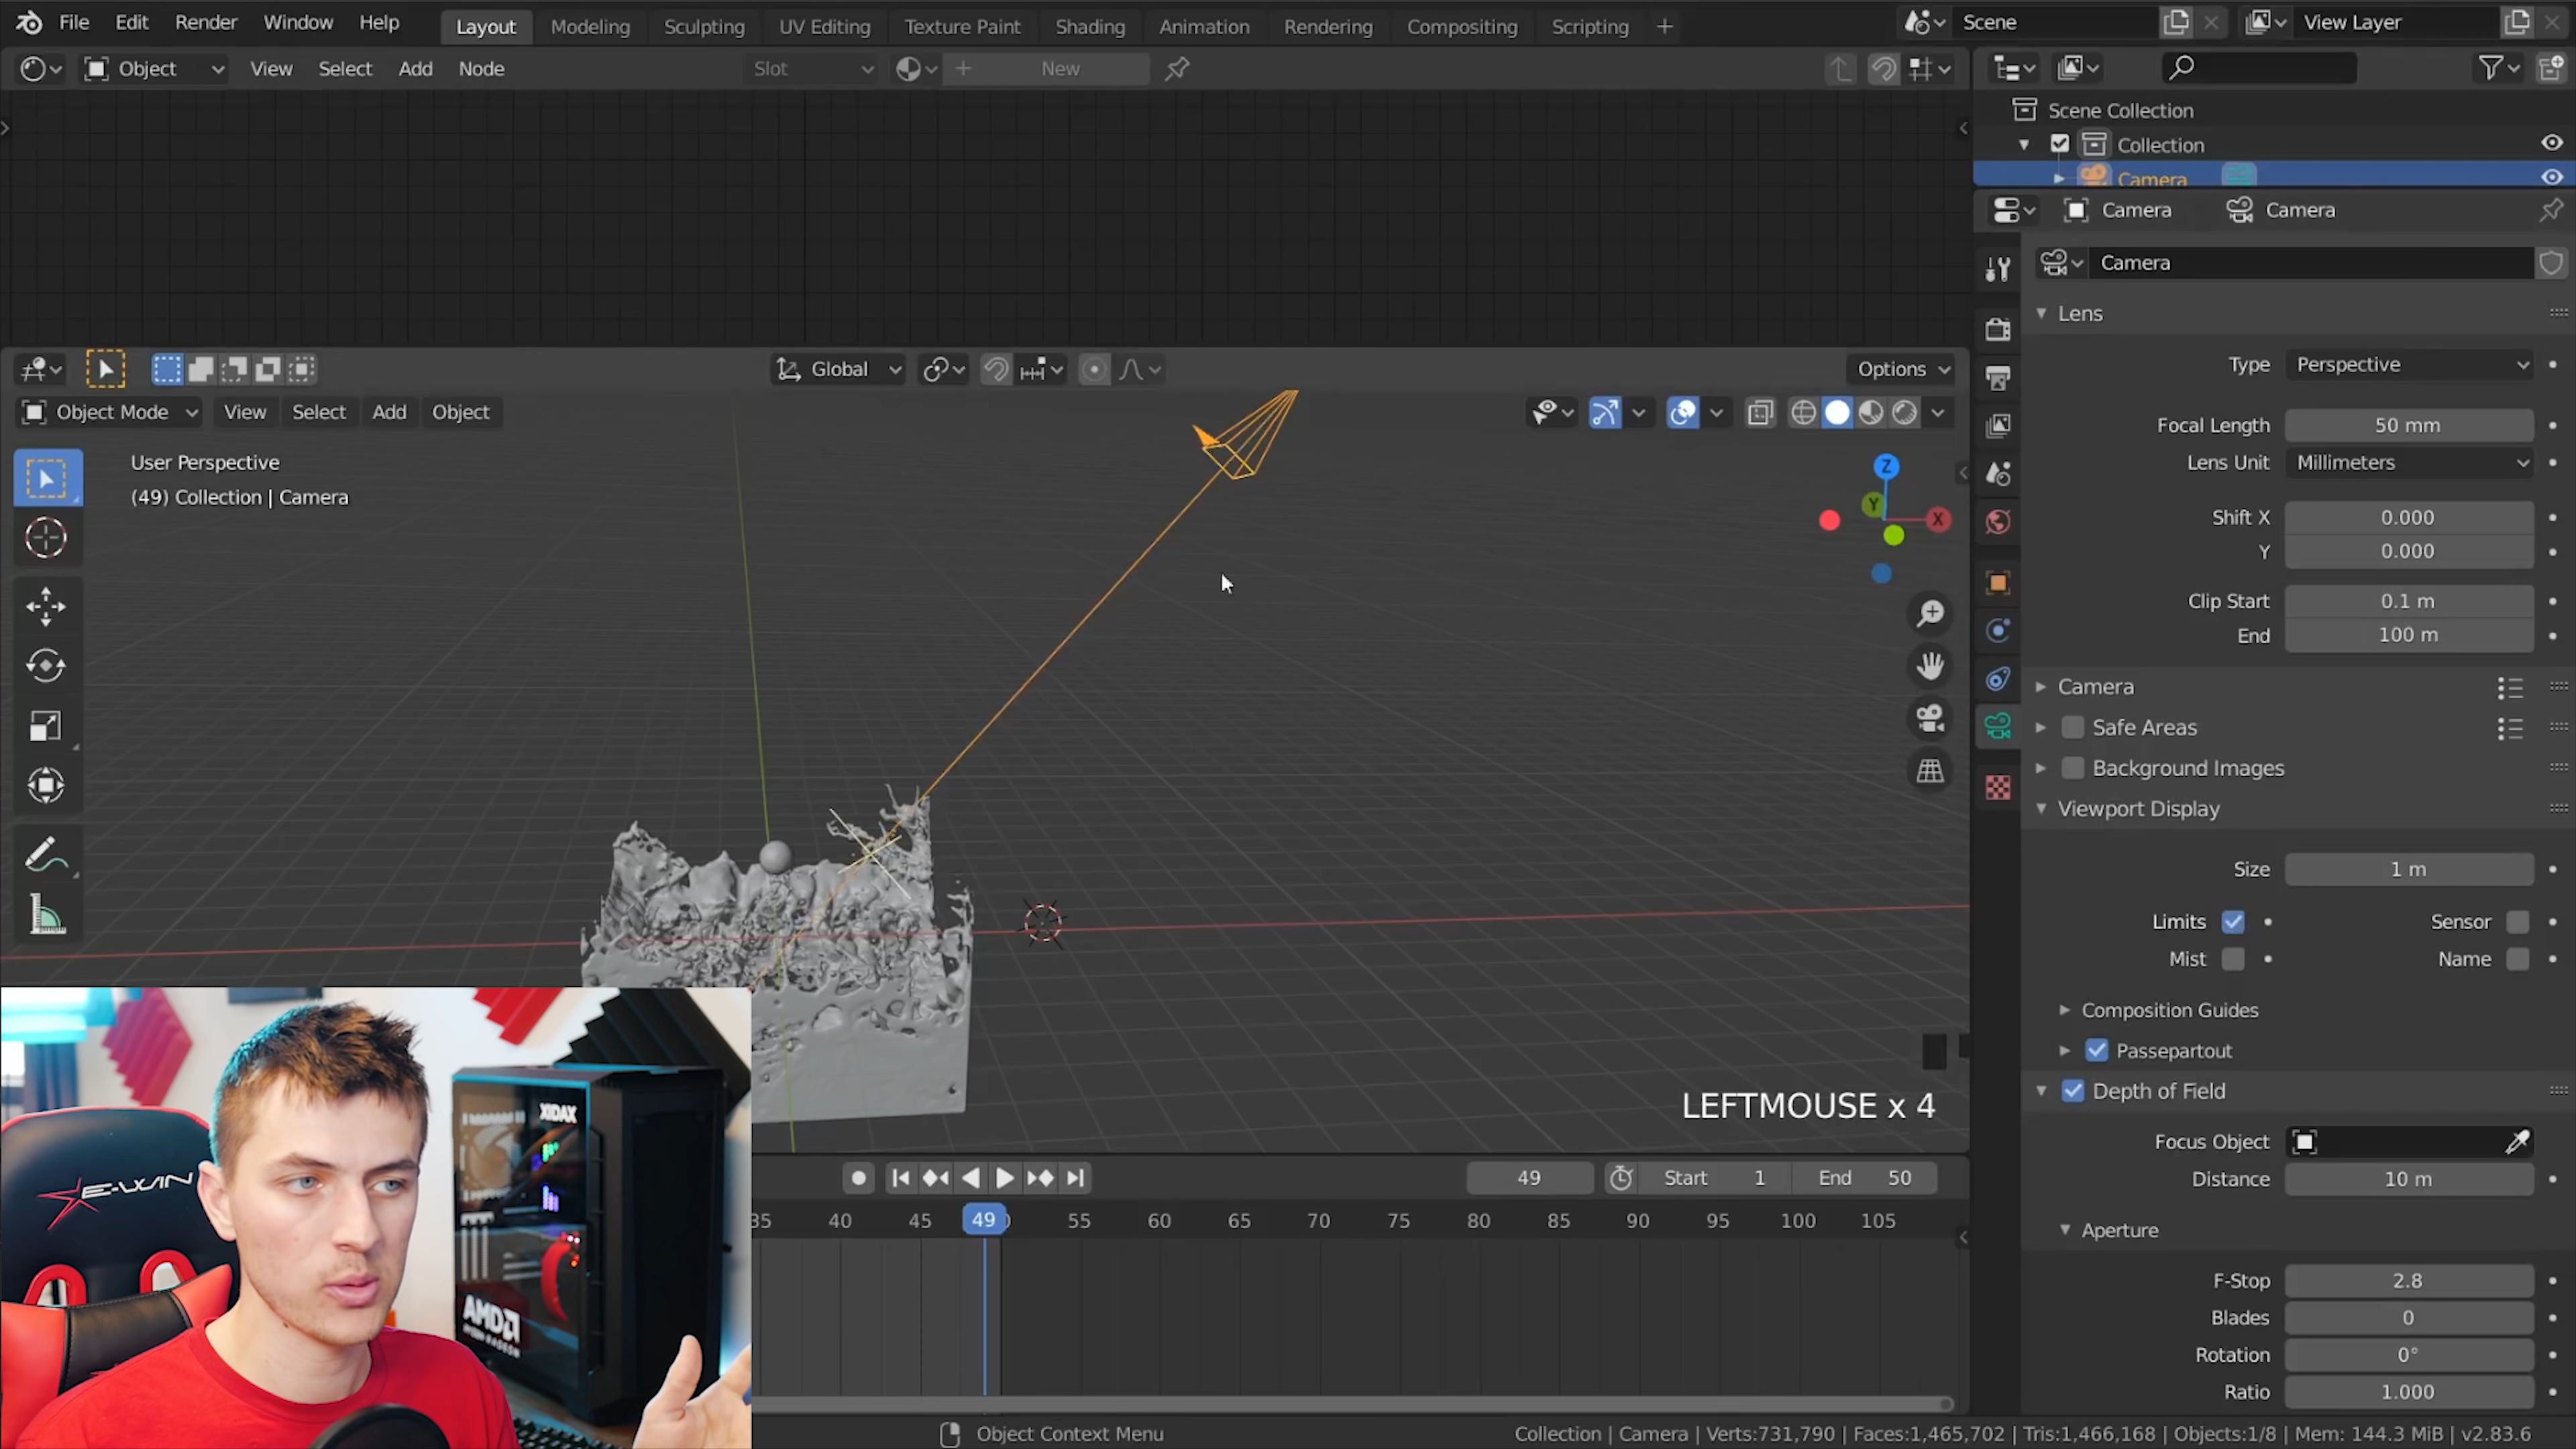 File Edit Render Window Help Layout Modeling Sculpting UV Editing Texture Paint Shading Animation Rendering Compositing Scripting + Scene View Layer
Object View Select Add Node Slot New
Scene Collection
Collection
Camera
Camera Camera
Camera
Lens
Type Perspective
Focal Length 50 mm
Lens Unit Millimeters
Shift X 0.000
Y 0.000
Clip Start 0.1 m
End 100 m
Camera
Safe Areas
Background Images
Viewport Display
Size 1 m
Limits Sensor
Mist Name
Composition Guides
Passepartout
Depth of Field
Focus Object
Distance 10 m
Aperture
F-Stop 2.8
Blades 0
Rotation 0°
Ratio 1.000
Global Options
Object Mode View Select Add Object
User Perspective
(49) Collection | Camera
Z
Y
X
LEFTMOUSE x 4
49 Start 1 End 50
35 40 45 49 55 60 65 70 75 80 85 90 95 100 105
XIDAX
E-WIN
AMD
Object Context Menu
Collection | Camera | Verts:731,790 | Faces:1,465,702 | Tris:1,466,168 | Objects:1/8 | Mem: 144.3 MiB | v2.83.6